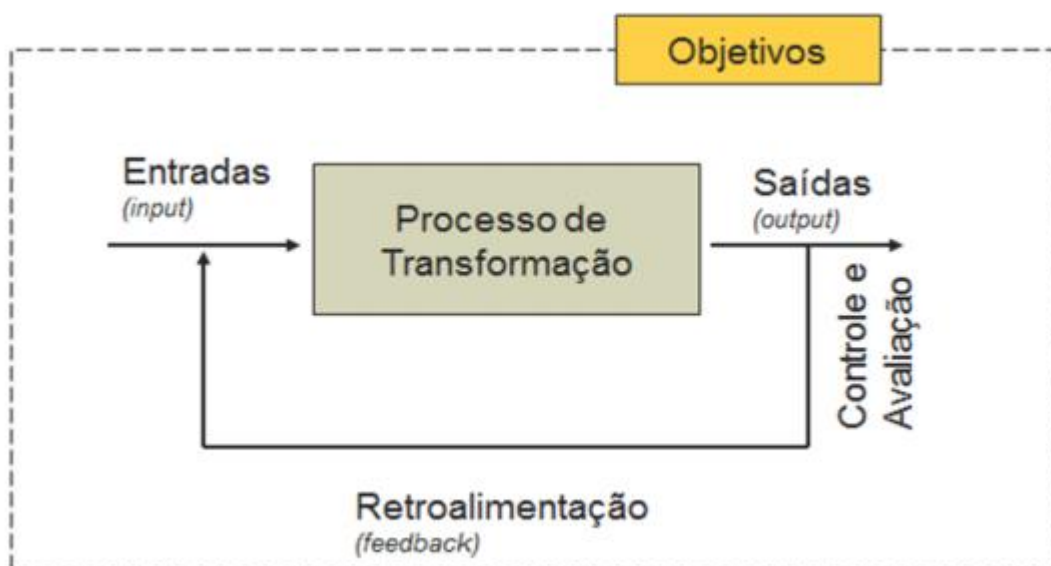 Objetivos
Entradas
(input)
Processo de
Transformação
Saídas
(output)
Controle e
Avaliação
Retroalimentação
(feedback)